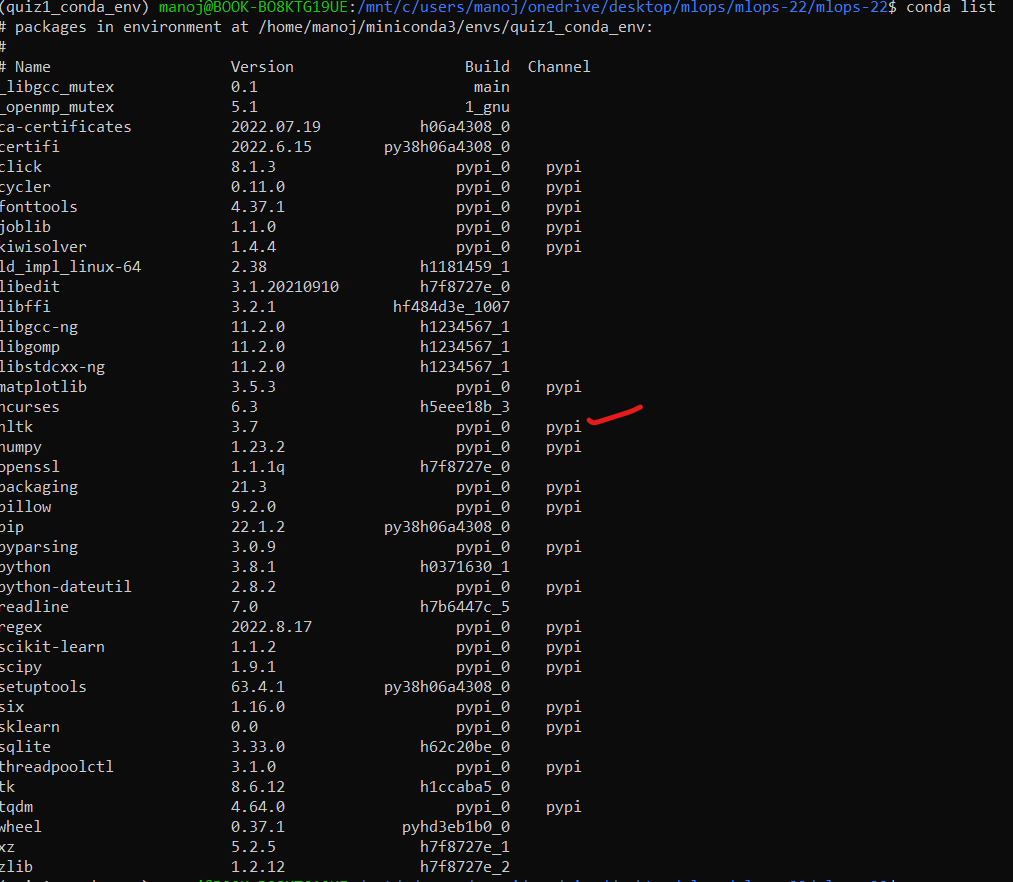 (quiz1_conda_env) manoj@BOOK-BO8KTG19UE:/mnt/c/users/manoj/onedrive/desktop/mlops/mlops-22/mlops-22$ conda list
# packages in environment at /home/manoj/miniconda3/envs/quiz1_conda_env:
#
# Name Version Build Channel
_libgcc_mutex 0.1 main
_openmp_mutex 5.1 1_gnu
ca-certificates 2022.07.19 h06a4308_0
certifi 2022.6.15 py38h06a4308_0
click 8.1.3 pypi_0 pypi
cycler 0.11.0 pypi_0 pypi
fonttools 4.37.1 pypi_0 pypi
joblib 1.1.0 pypi_0 pypi
kiwisolver 1.4.4 pypi_0 pypi
ld_impl_linux-64 2.38 h1181459_1
libedit 3.1.20210910 h7f8727e_0
libffi 3.2.1 hf484d3e_1007
libgcc-ng 11.2.0 h1234567_1
libgomp 11.2.0 h1234567_1
libstdcxx-ng 11.2.0 h1234567_1
matplotlib 3.5.3 pypi_0 pypi
ncurses 6.3 h5eee18b_3
nltk 3.7 pypi_0 pypi
numpy 1.23.2 pypi_0 pypi
openssl 1.1.1q h7f8727e_0
packaging 21.3 pypi_0 pypi
pillow 9.2.0 pypi_0 pypi
pip 22.1.2 py38h06a4308_0
pyparsing 3.0.9 pypi_0 pypi
python 3.8.1 h0371630_1
python-dateutil 2.8.2 pypi_0 pypi
readline 7.0 h7b6447c_5
regex 2022.8.17 pypi_0 pypi
scikit-learn 1.1.2 pypi_0 pypi
scipy 1.9.1 pypi_0 pypi
setuptools 63.4.1 py38h06a4308_0
six 1.16.0 pypi_0 pypi
sklearn 0.0 pypi_0 pypi
sqlite 3.33.0 h62c20be_0
threadpoolctl 3.1.0 pypi_0 pypi
tk 8.6.12 h1ccaba5_0
tqdm 4.64.0 pypi_0 pypi
wheel 0.37.1 pyhd3eb1b0_0
xz 5.2.5 h7f8727e_1
zlib 1.2.12 h7f8727e_2